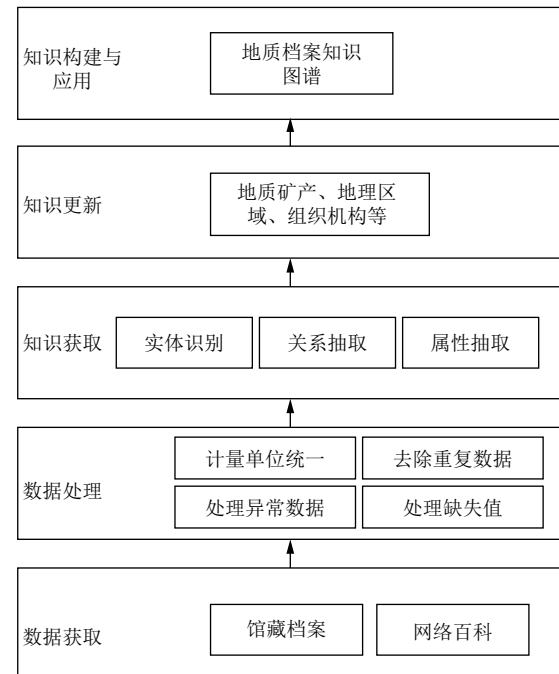 知识构建与
应用
地质档案知识
图谱
知识更新
地质矿产、地理区
域、组织机构等
知识获取
实体识别
关系抽取
属性抽取
数据处理
计量单位统一
去除重复数据
处理异常数据
处理缺失值
数据获取
馆藏档案
网络百科